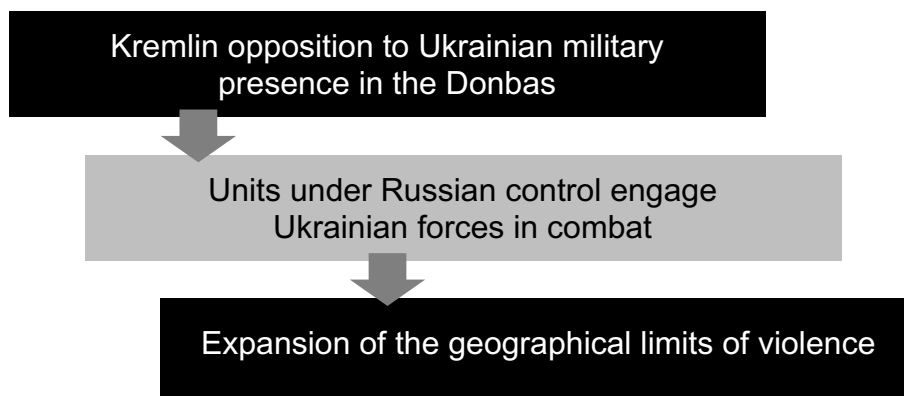 Kremlin opposition to Ukrainian military
presence in the Donbas
Units under Russian control engage
Ukrainian forces in combat
Expansion of the geographical limits of violence